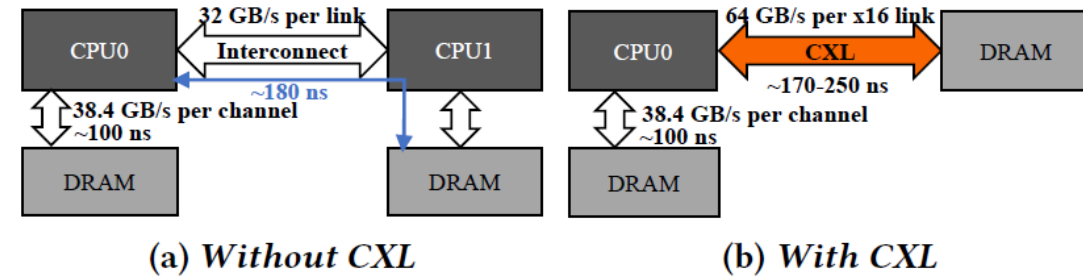 32 GB/s per link
CPU0
Interconnect
CPU1
~180 ns
38.4 GB/s per channel
~100 ns
DRAM
DRAM
(a) Without CXL
64 GB/s per x16 link
CPU0
CXL
DRAM
~170-250 ns
38.4 GB/s per channel
~100 ns
DRAM
(b) With CXL